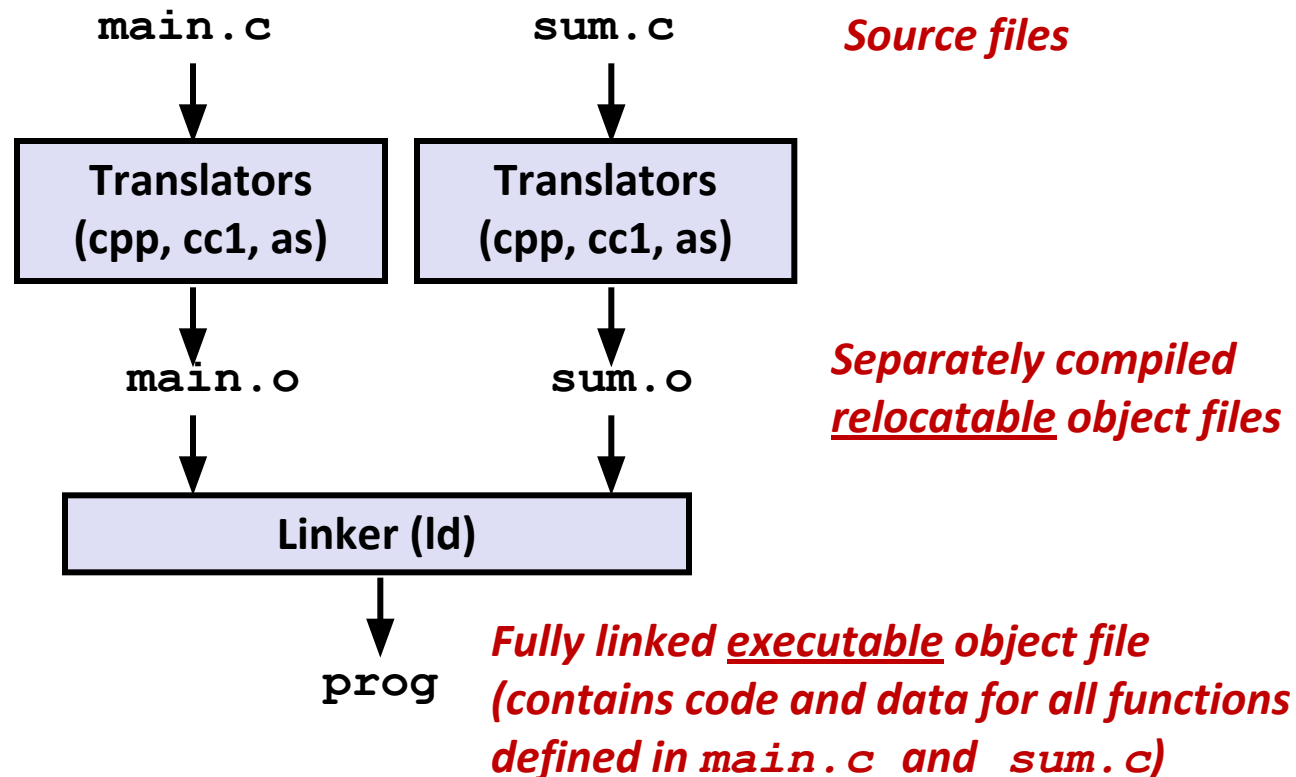 main.c
sum.c
Source files
Translators
(cpp, cc1, as)
Translators
(cpp, cc1, as)
main.o
sum.o
Separately compiled
relocatable object files
Linker (ld)
prog
Fully linked executable object file
(contains code and data for all functions
defined in main.c and sum.c)